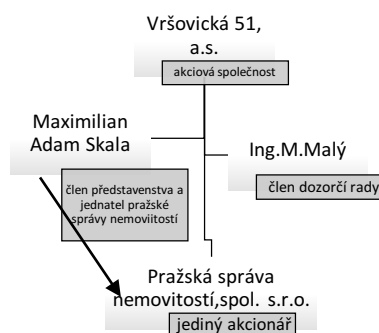 Vršovická 51,
a.s.
akciová společnost
Maximilian
Adam Skala
člen představenstva a
jednatel pražské
správy nemoviitostí
Ing.M.Malý
člen dozorčí rady
Pražská správa
nemovitostí,spol. s.r.o.
jediný akcionář